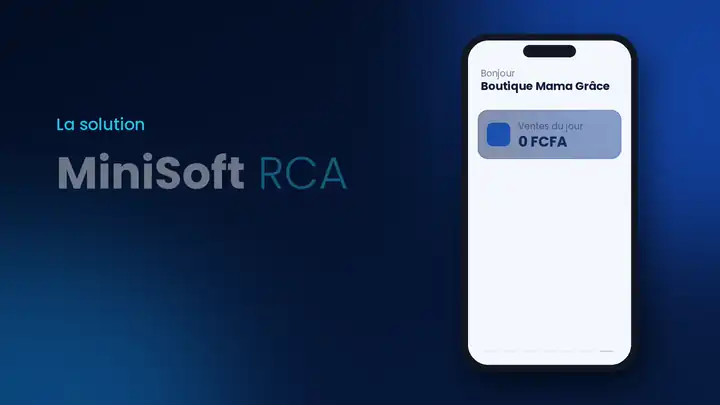 La solution
MiniSoft RCA
Bonjour
Boutique Mama Grâce
Ventes du jour
0 FCFA